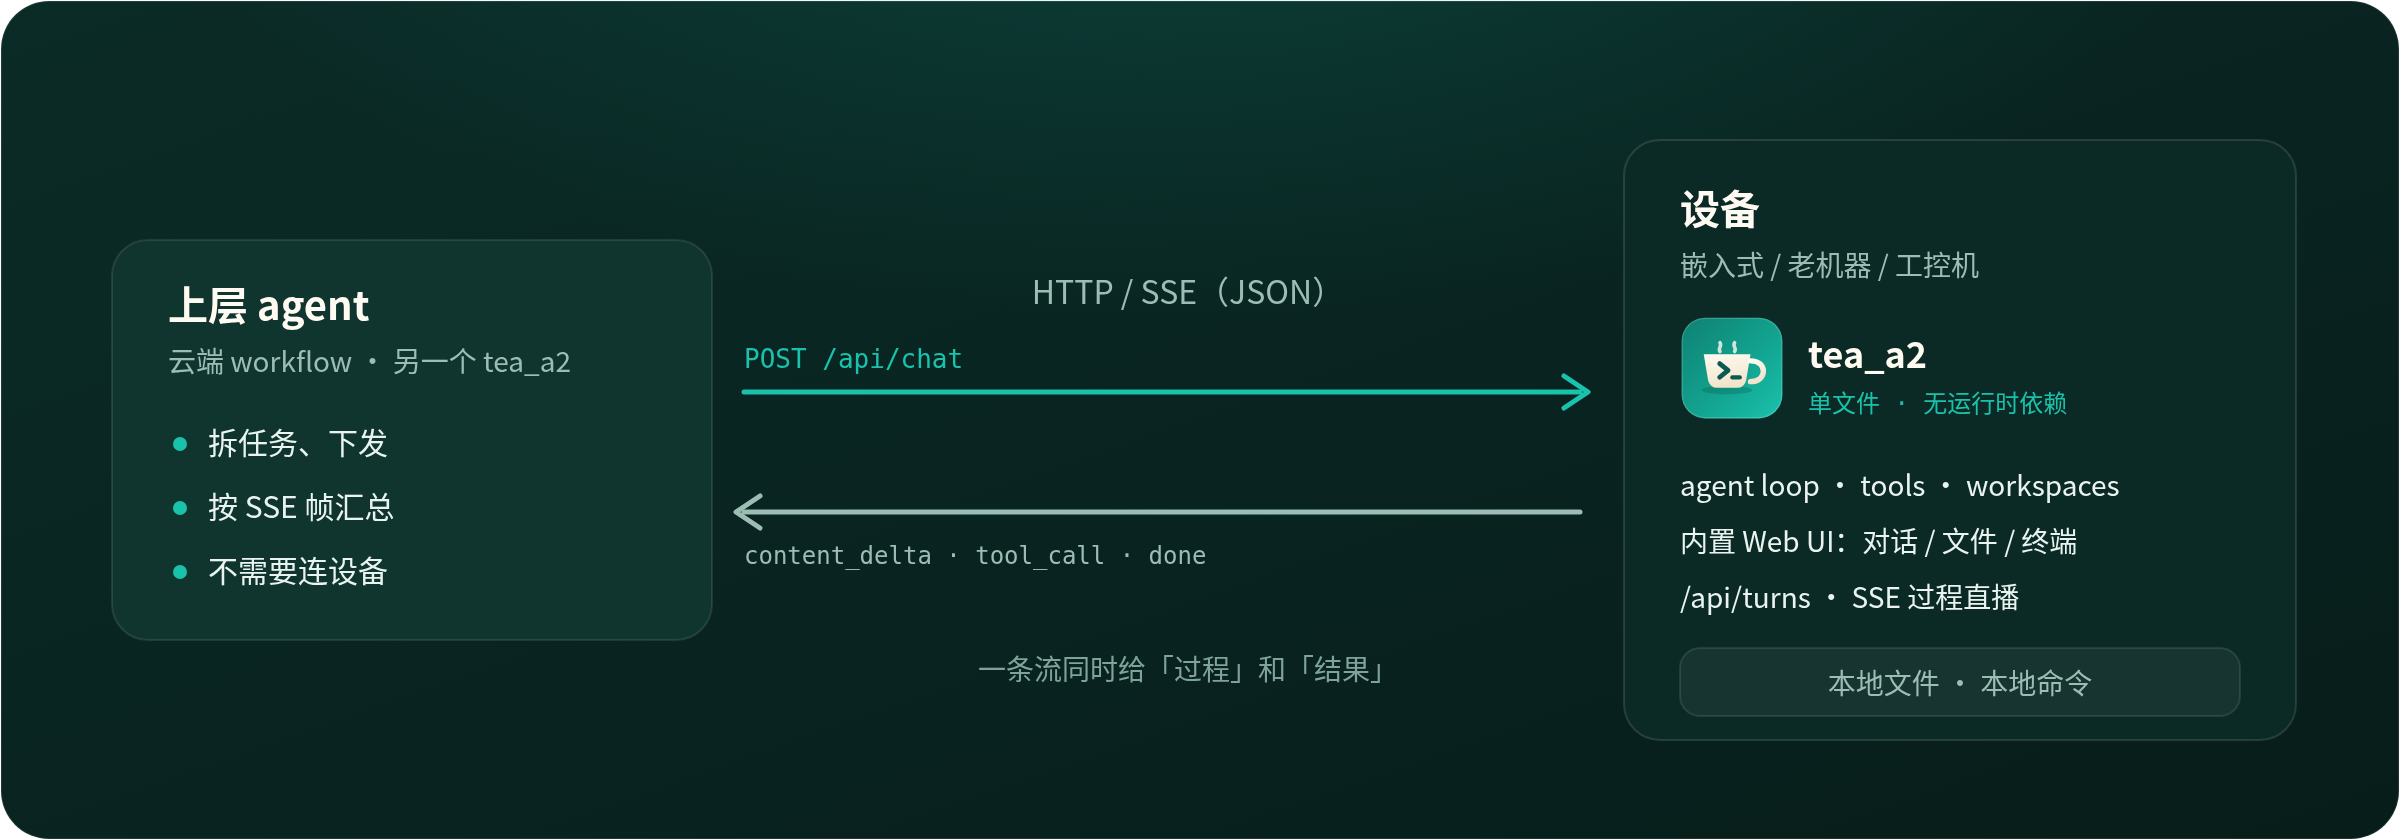 上层 agent
云端 workflow · 另一个 tea_a2
拆任务、下发
按 SSE 帧汇总
不需要连设备
HTTP / SSE（JSON）
POST /api/chat
content_delta · tool_call · done
一条流同时给「过程」和「结果」
设备
嵌入式 / 老机器 / 工控机
tea_a2
单文件 · 无运行时依赖
agent loop · tools · workspaces
内置 Web UI：对话 / 文件 / 终端
/api/turns · SSE 过程直播
本地文件 · 本地命令